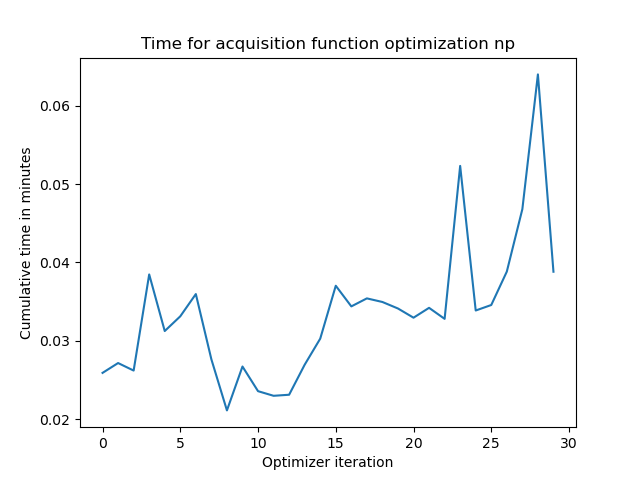 Time for acquisition function optimization np
Cumulative time in minutes
0.06
0.05
0.04
0.03
0.02
0 5 10 15 20 25 30
Optimizer iteration